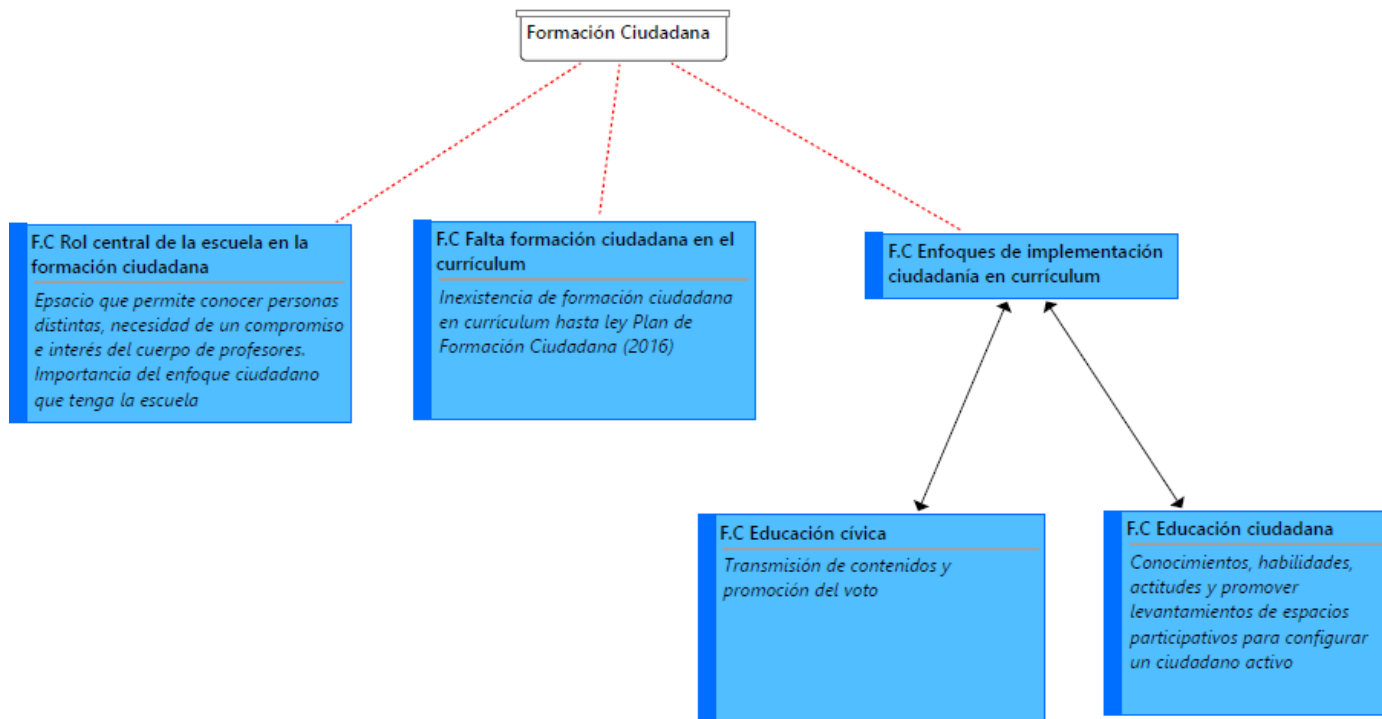 Formación Ciudadana
F.C Rol central de la escuela en la
formación ciudadana
Epsacio que permite conocer personas
distintas, necesidad de un compromiso
e interés del cuerpo de profesores.
Importancia del enfoque ciudadano
que tenga la escuela
F.C Falta formación ciudadana en el
currículum
Inexistencia de formación ciudadana
en currículum hasta ley Plan de
Formación Ciudadana (2016)
F.C Enfoques de implementación
ciudadanía en currículum
F.C Educación cívica
Transmisión de contenidos y
promoción del voto
F.C Educación ciudadana
Conocimientos, habilidades,
actitudes y promover
levantamientos de espacios
participativos para configurar
un ciudadano activo